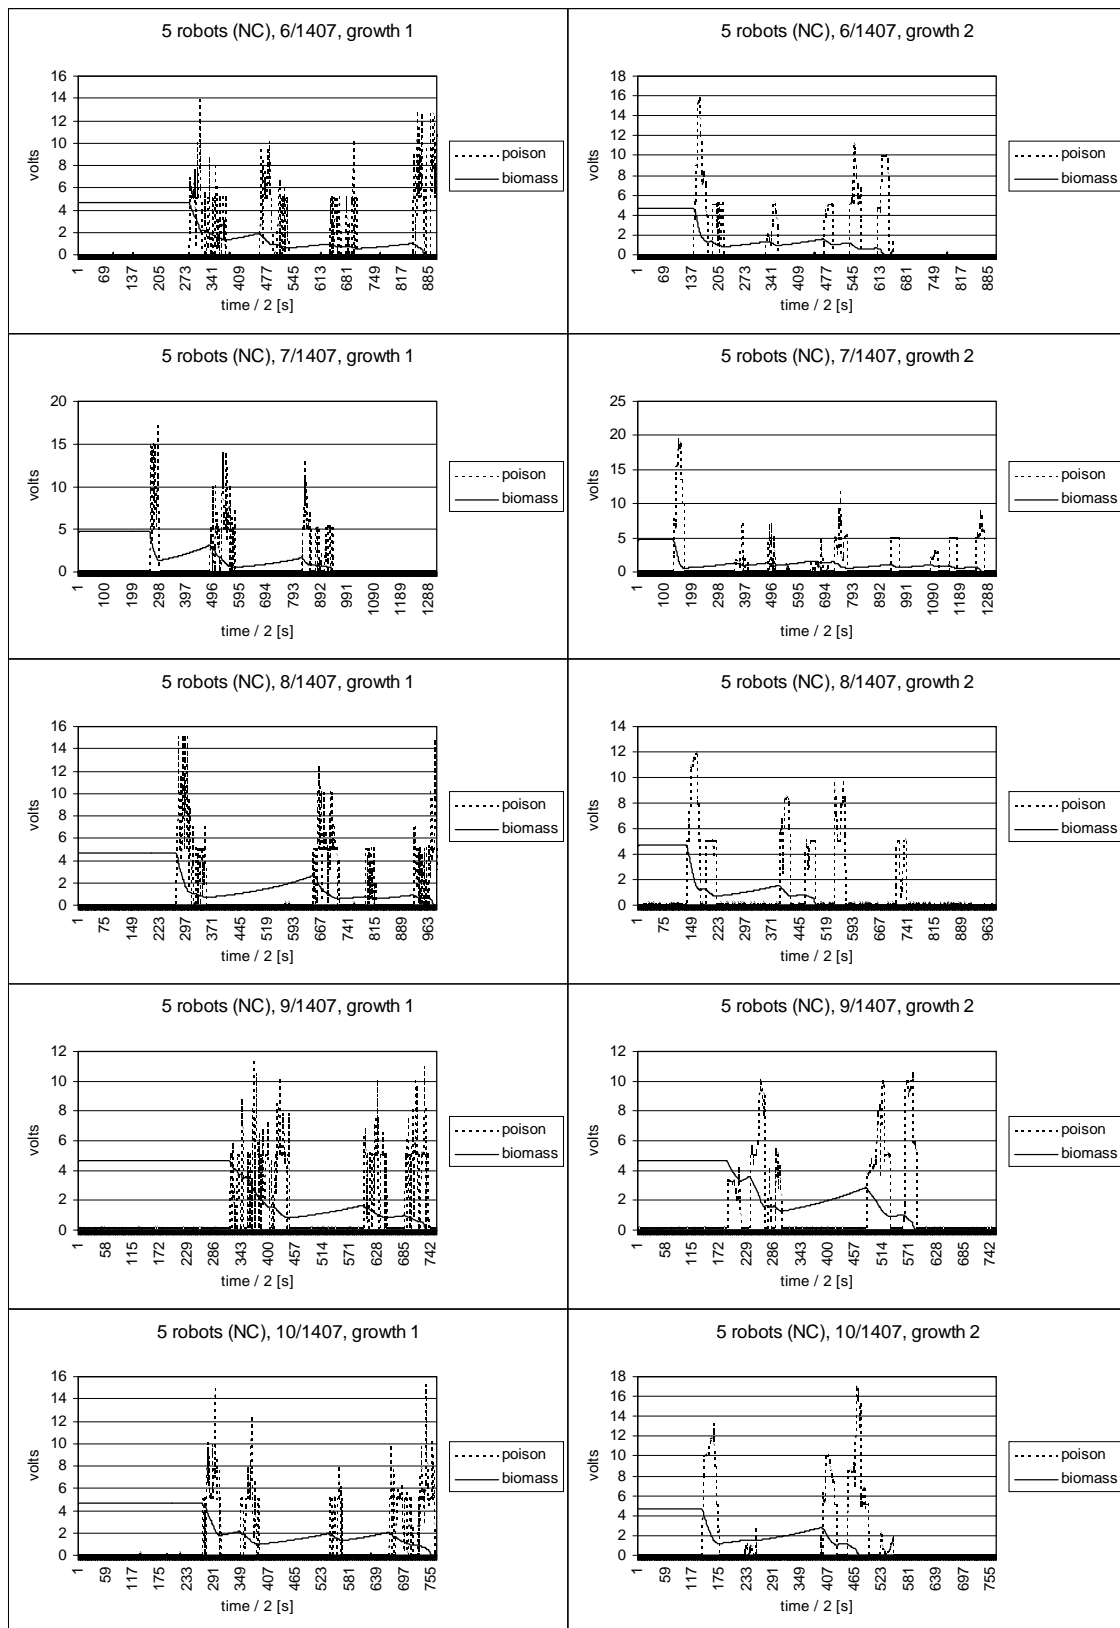 5 robots (NC), 6/1407, growth 1
16
14
12
10
8
6
4
2
0
volts
1 69 137 205 273 341 409 477 545 613 681 749 817 885
time / 2 [s]
poison
biomass
5 robots (NC), 6/1407, growth 2
18
16
14
12
10
8
6
4
2
0
volts
1 69 137 205 273 341 409 477 545 613 681 749 817 885
time / 2 [s]
poison
biomass
5 robots (NC), 7/1407, growth 1
20
15
10
5
0
volts
1 100 199 298 397 496 595 694 793 892 991 1090 1189 1288
time / 2 [s]
poison
biomass
5 robots (NC), 7/1407, growth 2
25
20
15
10
5
0
volts
1 100 199 298 397 496 595 694 793 892 991 1090 1189 1288
time / 2 [s]
poison
biomass
5 robots (NC), 8/1407, growth 1
16
14
12
10
8
6
4
2
0
volts
1 75 149 223 297 371 445 519 593 667 741 815 889 963
time / 2 [s]
poison
biomass
5 robots (NC), 8/1407, growth 2
14
12
10
8
6
4
2
0
volts
1 75 149 223 297 371 445 519 593 667 741 815 889 963
time / 2 [s]
poison
biomass
5 robots (NC), 9/1407, growth 1
12
10
8
6
4
2
0
volts
1 58 115 172 229 286 343 400 457 514 571 628 685 742
time / 2 [s]
poison
biomass
5 robots (NC), 9/1407, growth 2
12
10
8
6
4
2
0
volts
1 58 115 172 229 286 343 400 457 514 571 628 685 742
time / 2 [s]
poison
biomass
5 robots (NC), 10/1407, growth 1
16
14
12
10
8
6
4
2
0
volts
1 59 117 175 233 291 349 407 465 523 581 639 697 755
time / 2 [s]
poison
biomass
5 robots (NC), 10/1407, growth 2
18
16
14
12
10
8
6
4
2
0
volts
1 59 117 175 233 291 349 407 465 523 581 639 697 755
time / 2 [s]
poison
biomass